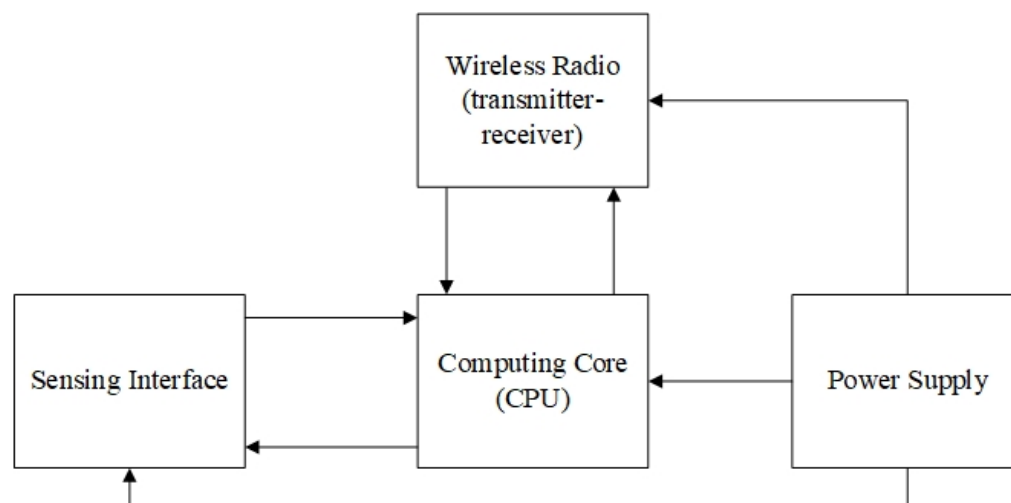 Wireless Radio
(transmitter-
receiver)
Sensing Interface
Computing Core
(CPU)
Power Supply